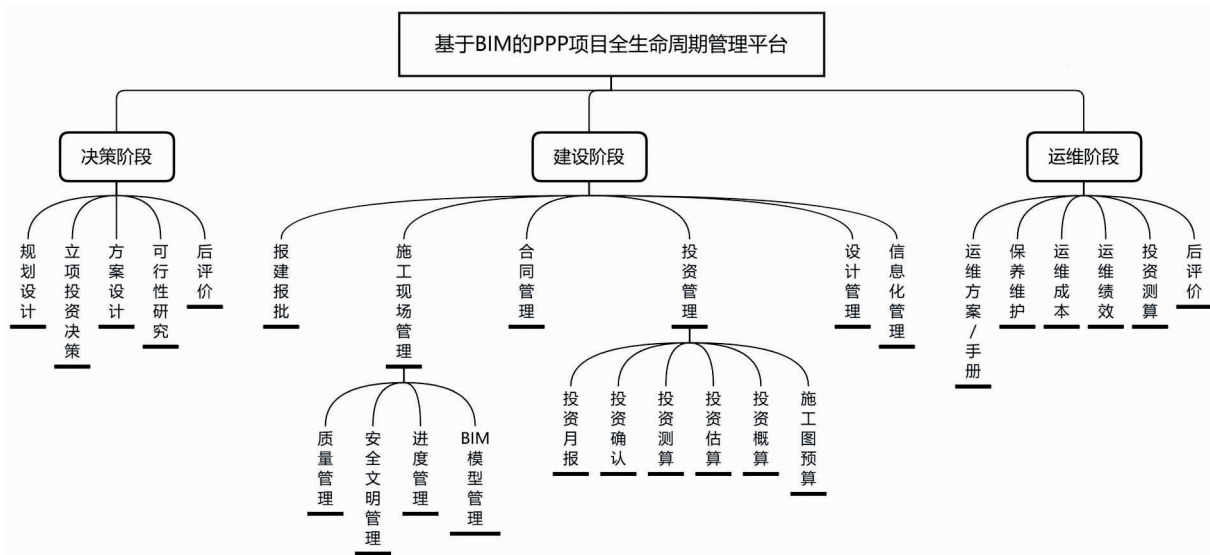 基于BIM的PPP项目全生命周期管理平台
决策阶段
建设阶段
运维阶段
规划设计
立项投资决策
方案设计
可行性研究
后评价
报建报批
施工现场管理
合同管理
投资管理
设计管理
信息化管理
运维方案/手册
保养维护
运维成本
运维绩效
投资测算
后评价
质量管理
安全文明管理
进度管理
BIM模型管理
投资月报
投资确认
投资测算
投资估算
投资概算
施工图预算